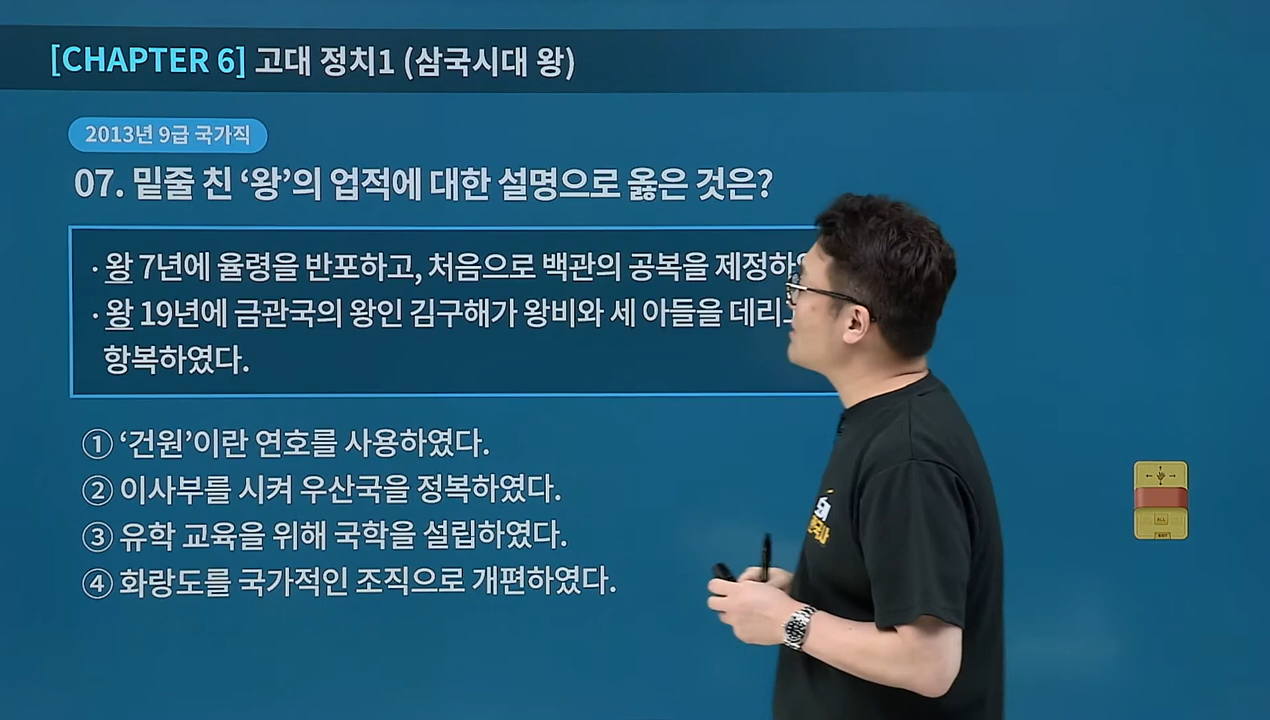 [CHAPTER 6] 고대 정치1 (삼국시대 왕)
2013년 9급 국가직
07. 밑줄 친 ‘왕’의 업적에 대한 설명으로 옳은 것은?
· 왕 7년에 율령을 반포하고, 처음으로 백관의 공복을
· 왕 19년에 금관국의 왕인 김구해가 왕비와 세 아들을
항복하였다.
① ‘건원’이란 연호를 사용하였다.
② 이사부를 시켜 우산국을 정복하였다.
③ 유학 교육을 위해 국학을 설립하였다.
④ 화랑도를 국가적인 조직으로 개편하였다.
ALL
EXIT